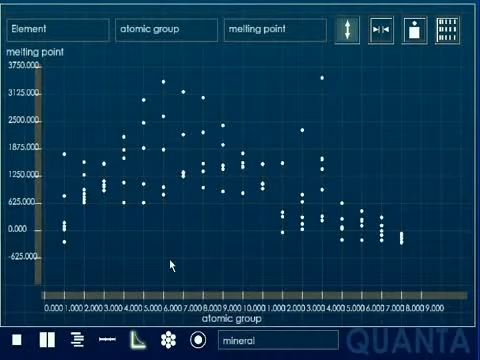 Element
atomic group
melting point
melting point
3750.000
3125.000
2500.000
1875.000
1250.000
625.000
0.000
-625.000
0.000 1.000 2.000 3.000 4.000 5.000 6.000 7.000 8.000 9.000 10.000 1.000 2.000 3.000 4.000 5.000 6.000 7.000 8.000 9.000
atomic group
mineral
QUANTA